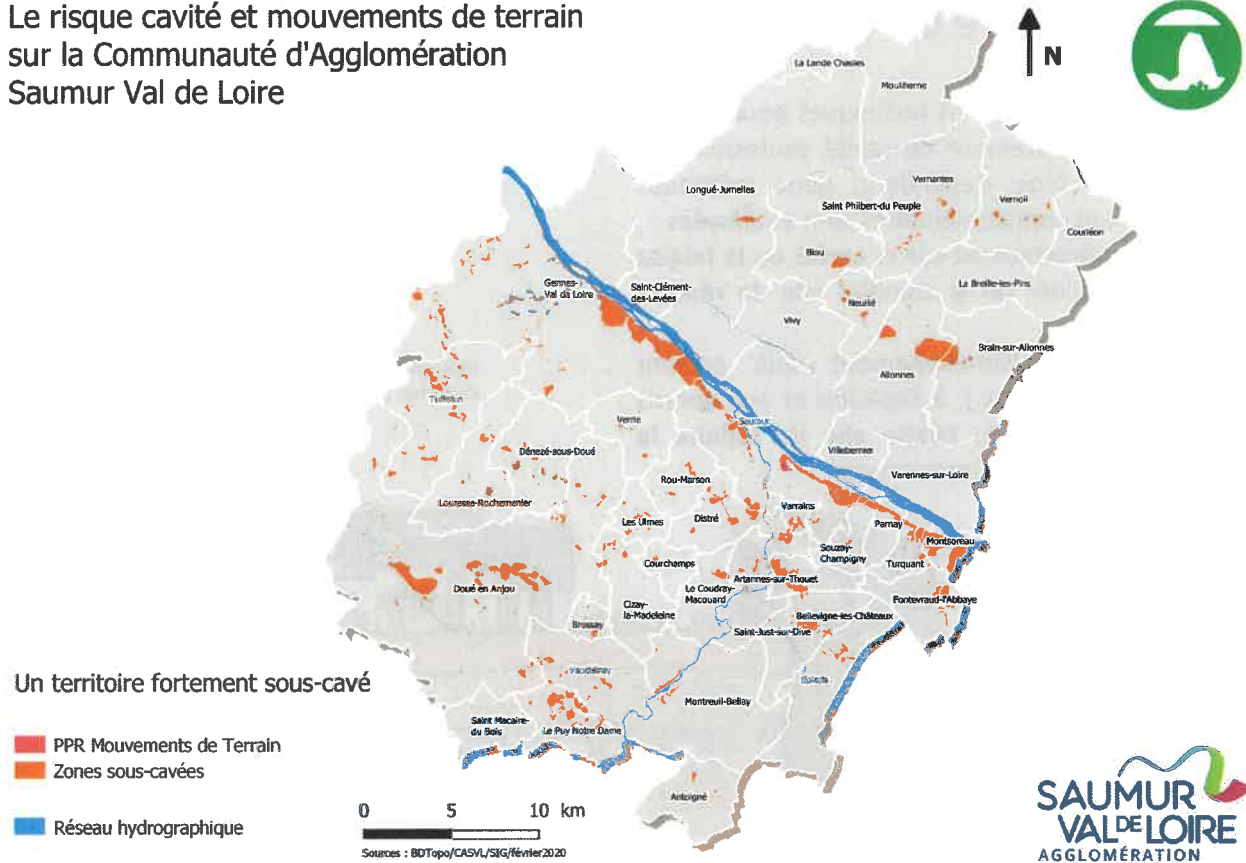 Le risque cavité et mouvements de terrain
sur la Communauté d'Agglomération
Saumur Val de Loire
N
La Lande Chasles
Mouliherne
Longué-Jumelles
Vernantes
Saint Philbert-du Peuple
Vernoil
Courléon
Blou
La Breille-les-Pins
Gennes-
Val de Loire
Saint-Clément-
des-Levées
Neuillé
Vivy
Brain-sur-Allonnes
Allonnes
Tuffalun
Verrie
Saumur
Villebernier
Dénezé-sous-Doué
Varennes-sur-Loire
Rou-Marson
Louresse-Rochemenier
Les Ulmes
Distré
Varrains
Parnay
Montsoreau
Souzay-
Champigny
Turquant
Courchamps
Artannes-sur-Thouet
Doué en Anjou
Le Coudray-
Macouard
Fontevraud-l'Abbaye
Cizay-
la-Madeleine
Bellevigne-les-Châteaux
Brossay
Saint-Just-sur-Dive
Vaudelnay
Montreuil-Bellay
Saint Macaire-
du Bois
Le Puy Notre Dame
Antoigné
Un territoire fortement sous-cavé
PPR Mouvements de Terrain
Zones sous-cavées
Réseau hydrographique
0 5 10 km
Sources : BDTopo/CASVL/SIG/février2020
SAUMUR
VAL DE LOIRE
AGGLOMÉRATION